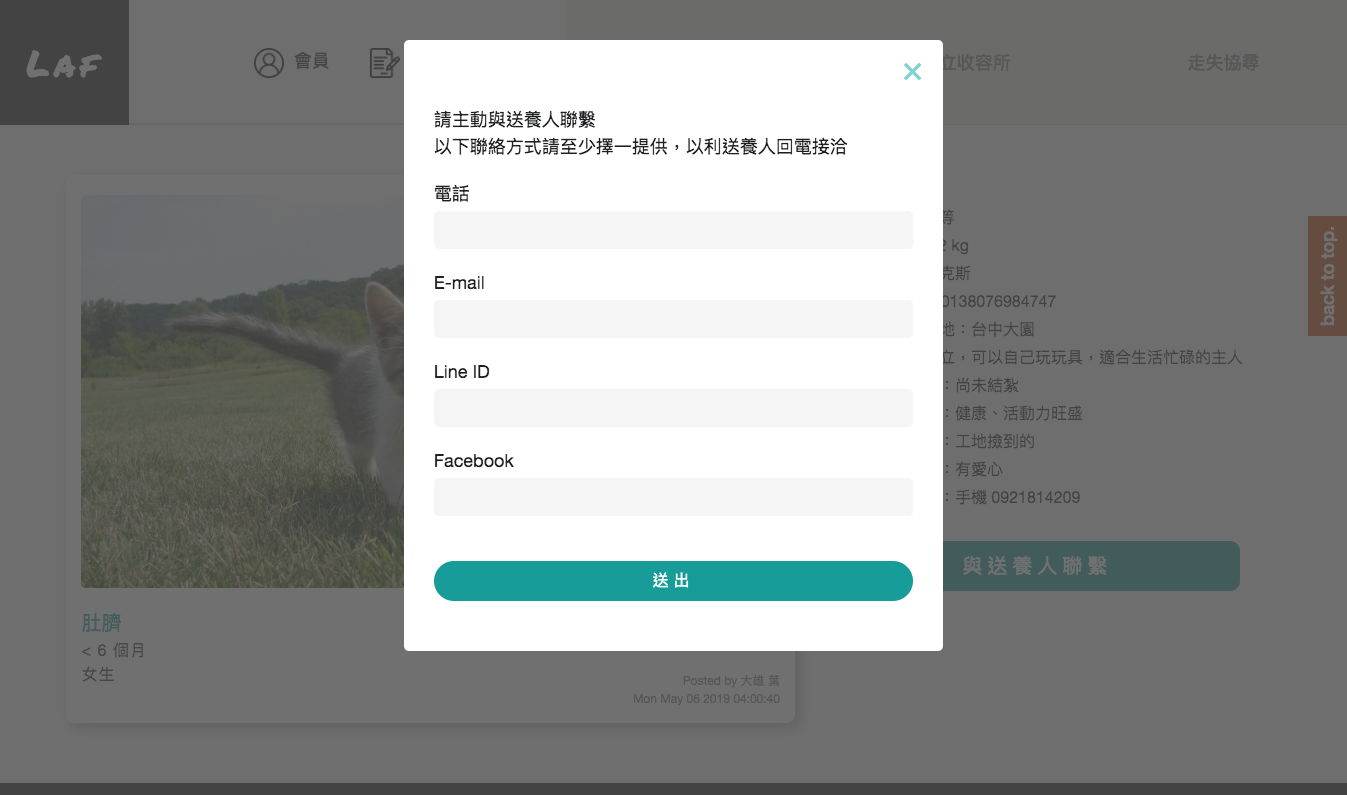 LAF
會員
立收容所
走失協尋
請主動與送養人聯繫
以下聯絡方式請至少擇一提供，以利送養人回電接洽
電話
E-mail
Line ID
Facebook
送出
等
2 kg
克斯
0138076984747
地：台中大園
立，可以自己玩玩具，適合生活忙碌的主人
：尚未結紮
：健康、活動力旺盛
：工地撿到的
：有愛心
：手機 0921814209
與送養人聯繫
back to top.
肚臍
< 6 個月
女生
Posted by 大雄 葉
Mon May 06 2019 04:00:40